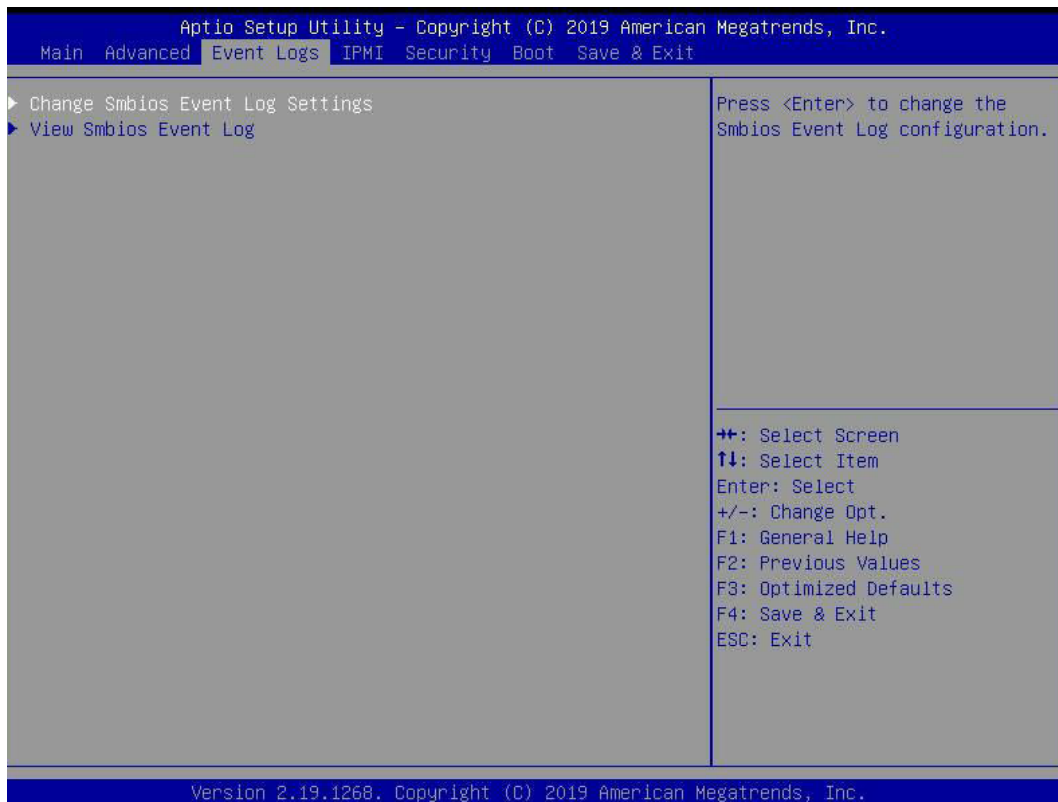 Aptio Setup Utility – Copyright (C) 2019 American Megatrends, Inc.
Main Advanced Event Logs IPMI Security Boot Save & Exit
▶ Change Smbios Event Log Settings
▶ View Smbios Event Log
Press <Enter> to change the
Smbios Event Log configuration.
→←: Select Screen
↑↓: Select Item
Enter: Select
+/-: Change Opt.
F1: General Help
F2: Previous Values
F3: Optimized Defaults
F4: Save & Exit
ESC: Exit
Version 2.19.1268. Copyright (C) 2019 American Megatrends, Inc.